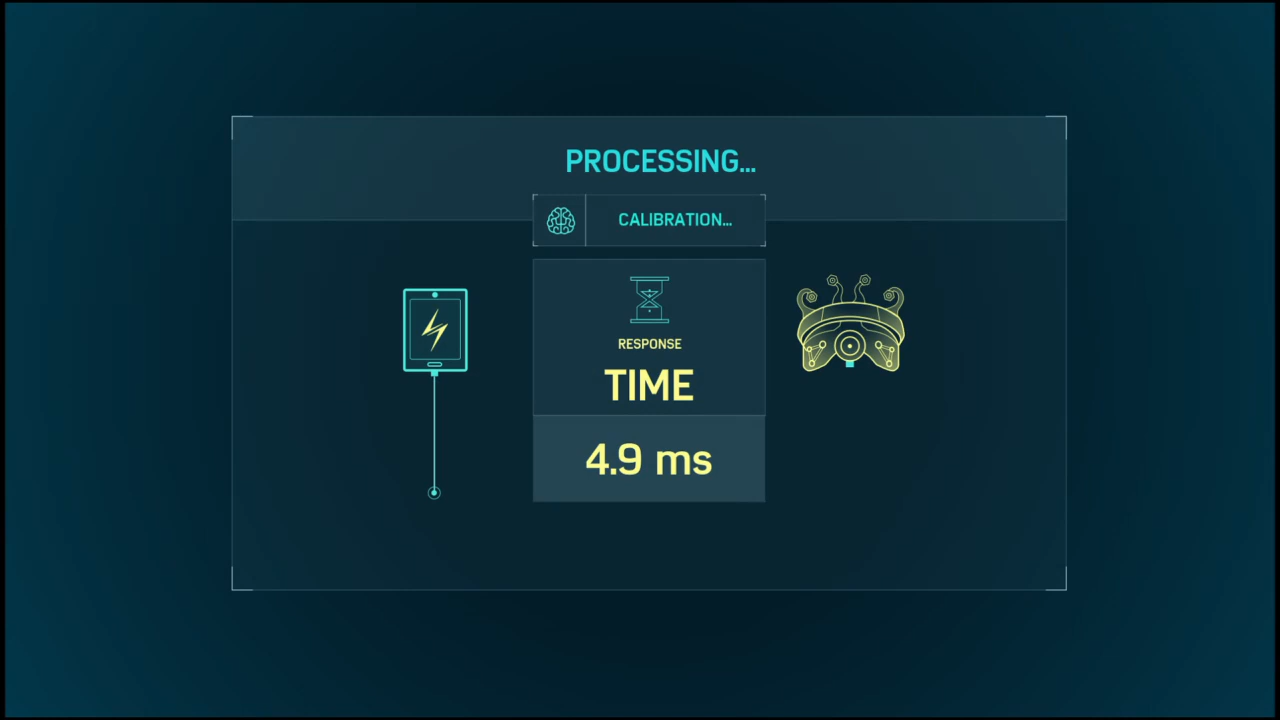 PROCESSING...
CALIBRATION...
RESPONSE
TIME
4.9 ms